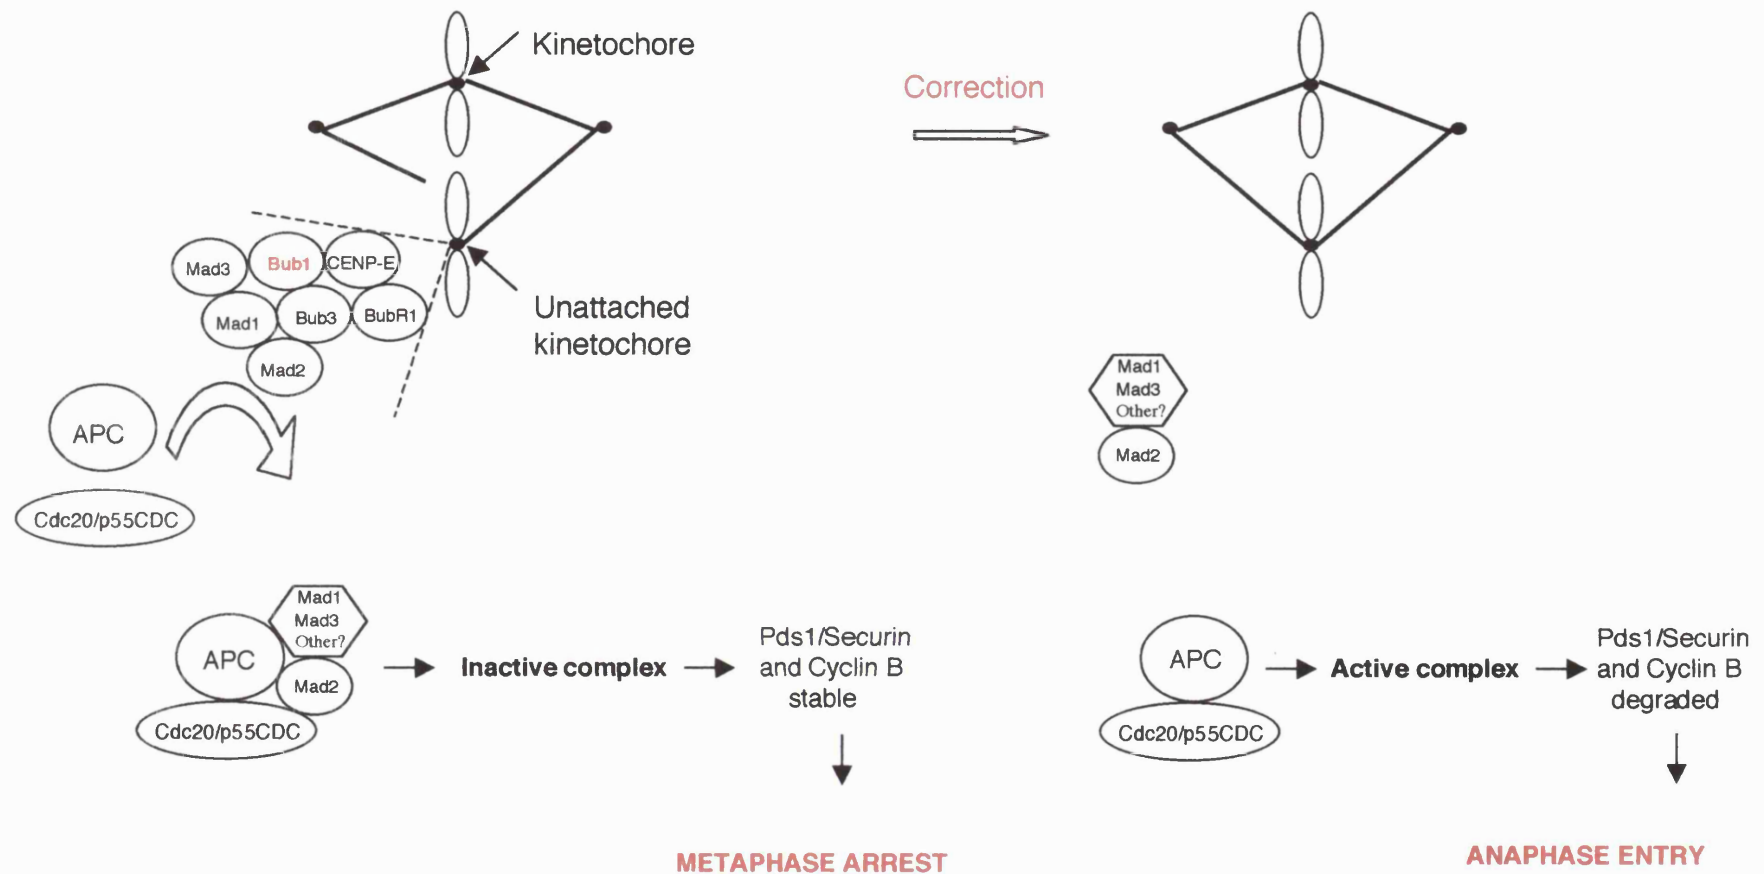 Kinetochore
Correction
Mad3
Bub1
CENP-E
Mad1
Bub3
BubR1
Mad2
Unattached
kinetochore
APC
Cdc20/p55CDC
Mad1
Mad3
Other?
Mad2
Mad1
Mad3
Other?
APC
Mad2
Cdc20/p55CDC
Inactive complex
Pds1/Securin
and Cyclin B
stable
METAPHASE ARREST
APC
Cdc20/p55CDC
Active complex
Pds1/Securin
and Cyclin B
degraded
ANAPHASE ENTRY